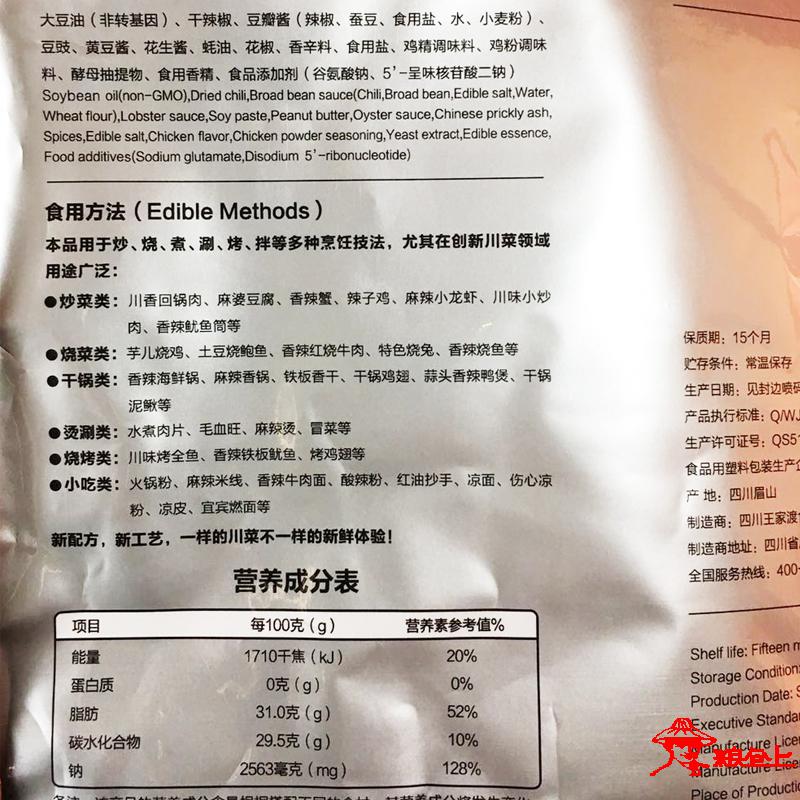 大豆油（非转基因）、干辣椒、豆瓣酱（辣椒、蚕豆、食用盐、水、小麦粉）、
豆豉、黄豆酱、花生酱、蚝油、花椒、香辛料、食用盐、鸡精调味料、鸡粉调味
料、酵母抽提物、食用香精、食品添加剂（谷氨酸钠、5'-呈味核苷酸二钠）
Soybean oil(non-GMO),Dried chili,Broad bean sauce(Chili,Broad bean,Edible salt,Water,
Wheat flour),Lobster sauce,Soy paste,Peanut butter,Oyster sauce,Chinese prickly ash,
Spices,Edible salt,Chicken flavor,Chicken powder seasoning,Yeast extract,Edible essence,
Food additives(Sodium glutamate,Disodium 5'-ribonucleotide)
食用方法（Edible Methods）
本品用于炒、烧、煮、涮、烤、拌等多种烹饪技法，尤其在创新川菜领域
用途广泛：
●炒菜类：川香回锅肉、麻婆豆腐、香辣蟹、辣子鸡、麻辣小龙虾、川味小炒
肉、香辣鱿鱼筒等
●烧菜类：芋儿烧鸡、土豆烧鲍鱼、香辣红烧牛肉、特色烧兔、香辣烧鱼等
●干锅类：香辣海鲜锅、麻辣香锅、铁板香干、干锅鸡翅、蒜头香辣鸭煲、干锅
泥鳅等
●烫涮类：水煮肉片、毛血旺、麻辣烫、冒菜等
●烧烤类：川味烤全鱼、香辣铁板鱿鱼、烤鸡翅等
●小吃类：火锅粉、麻辣米线、香辣牛肉面、酸辣粉、红油抄手、凉面、伤心凉
粉、凉皮、宜宾燃面等
新配方，新工艺，一样的川菜不一样的新鲜体验！
营养成分表
项目 每100克（g） 营养素参考值%
能量 1710千焦（kJ） 20%
蛋白质 0克（g） 0%
脂肪 31.0克（g） 52%
碳水化合物 29.5克（g） 10%
钠 2563毫克（mg） 128%
保质期：15个月
贮存条件：常温保存
生产日期：见封边喷码
产品执行标准：Q/WJ
生产许可证号：QS51
食品用塑料包装生产企
产 地：四川眉山
制造商：四川王家渡
制造商地址：四川省
全国服务热线：400-
Shelf life: Fifteen m
Storage Condition
Production Date: S
Executive Standa
Manufacture Licen
Manufacture Licen
Place of Productio
粮仓上